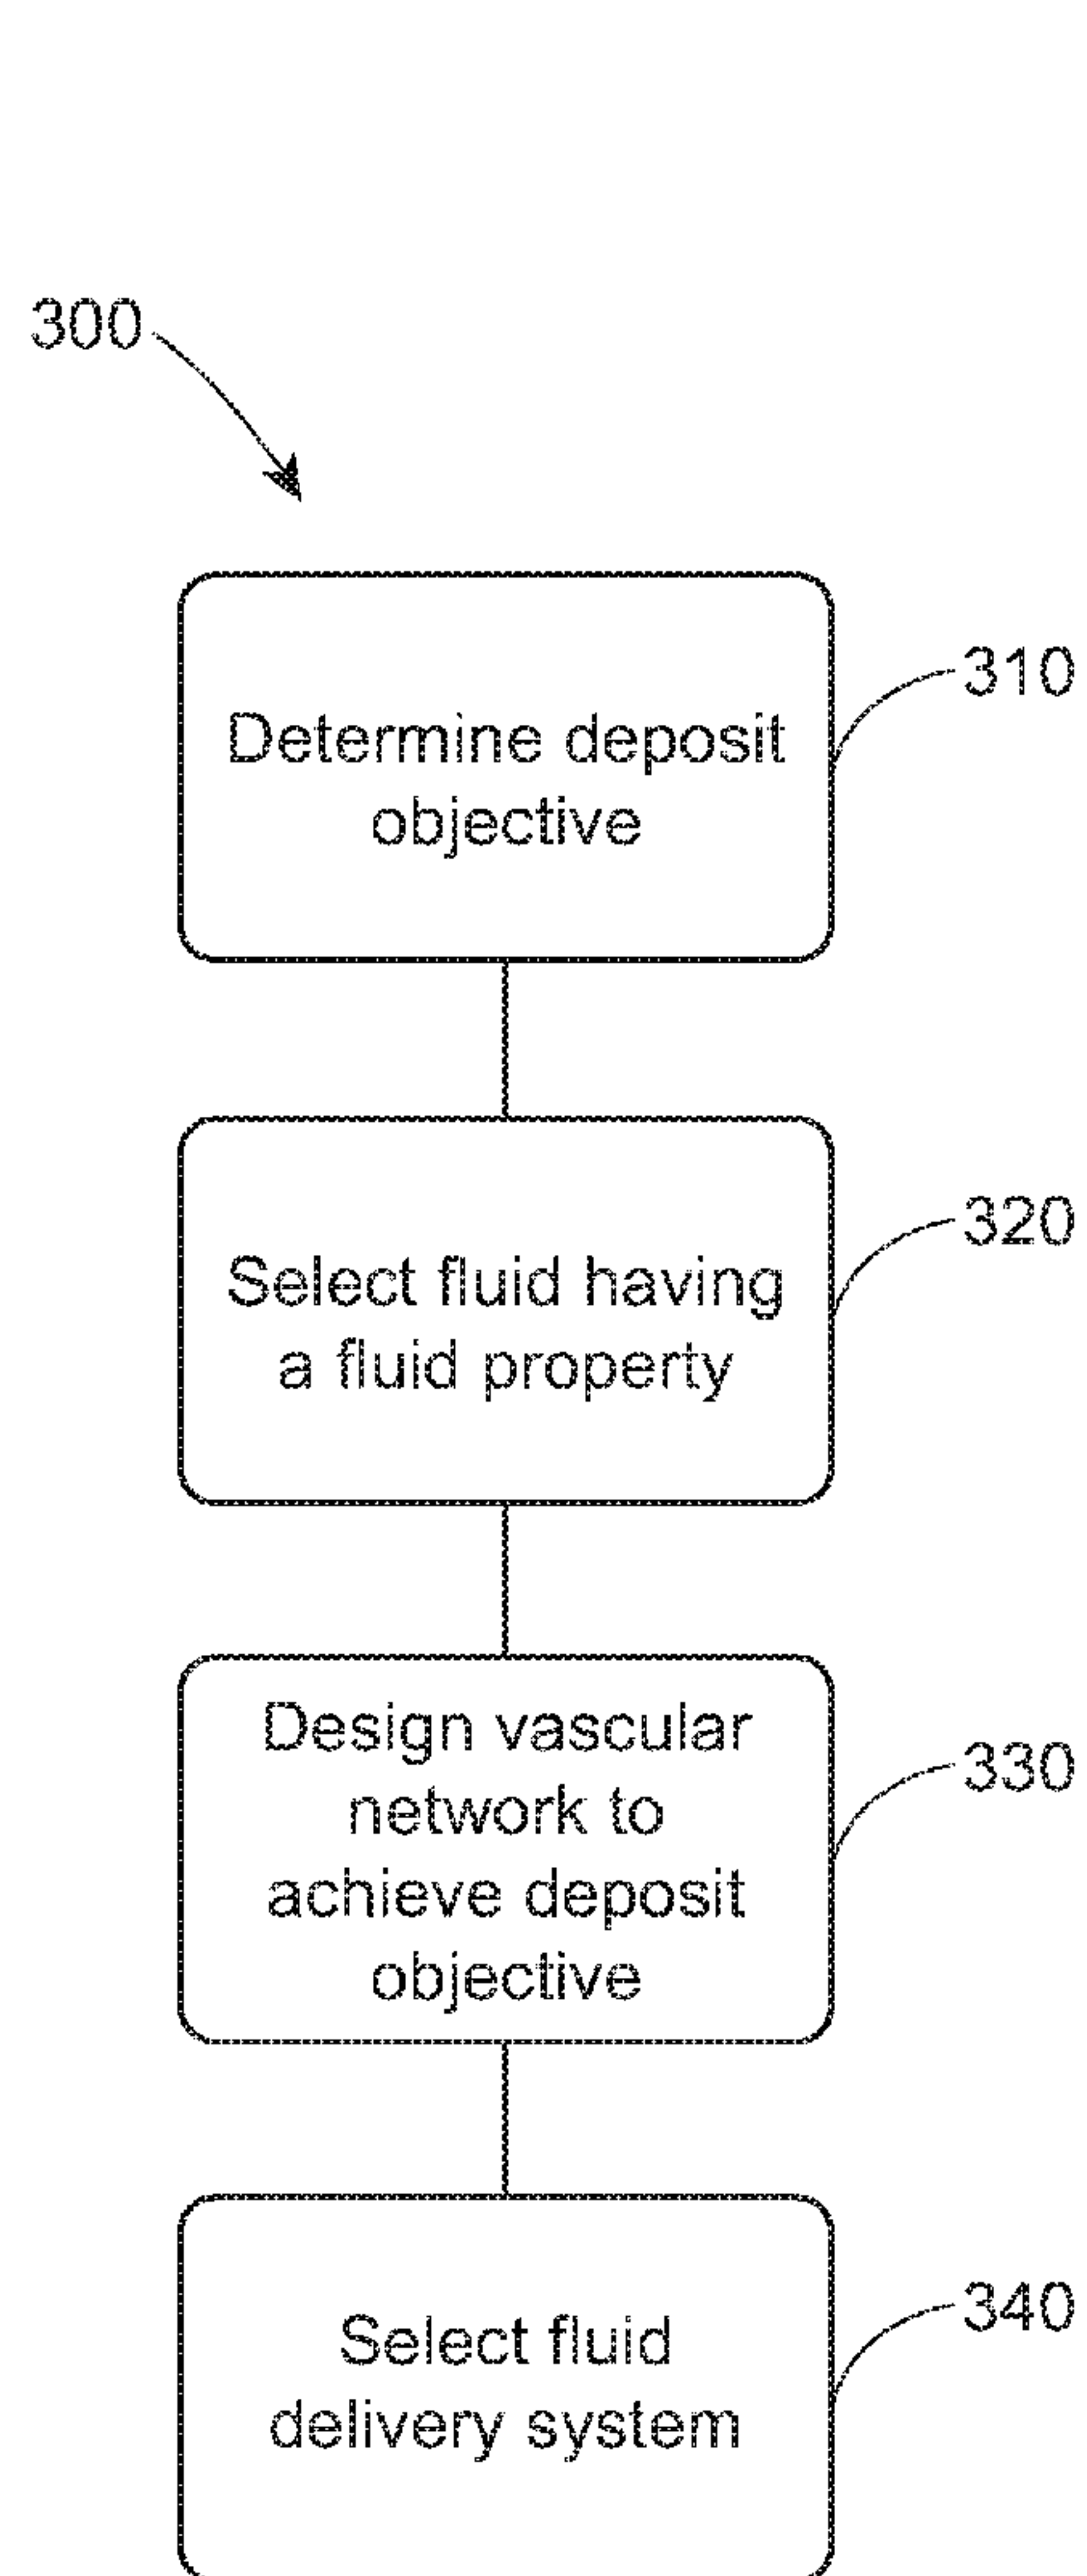 300
310
Determine deposit
objective
320
Select fluid having
a fluid property
330
Design vascular
network to
achieve deposit
objective
340
Select fluid
delivery system